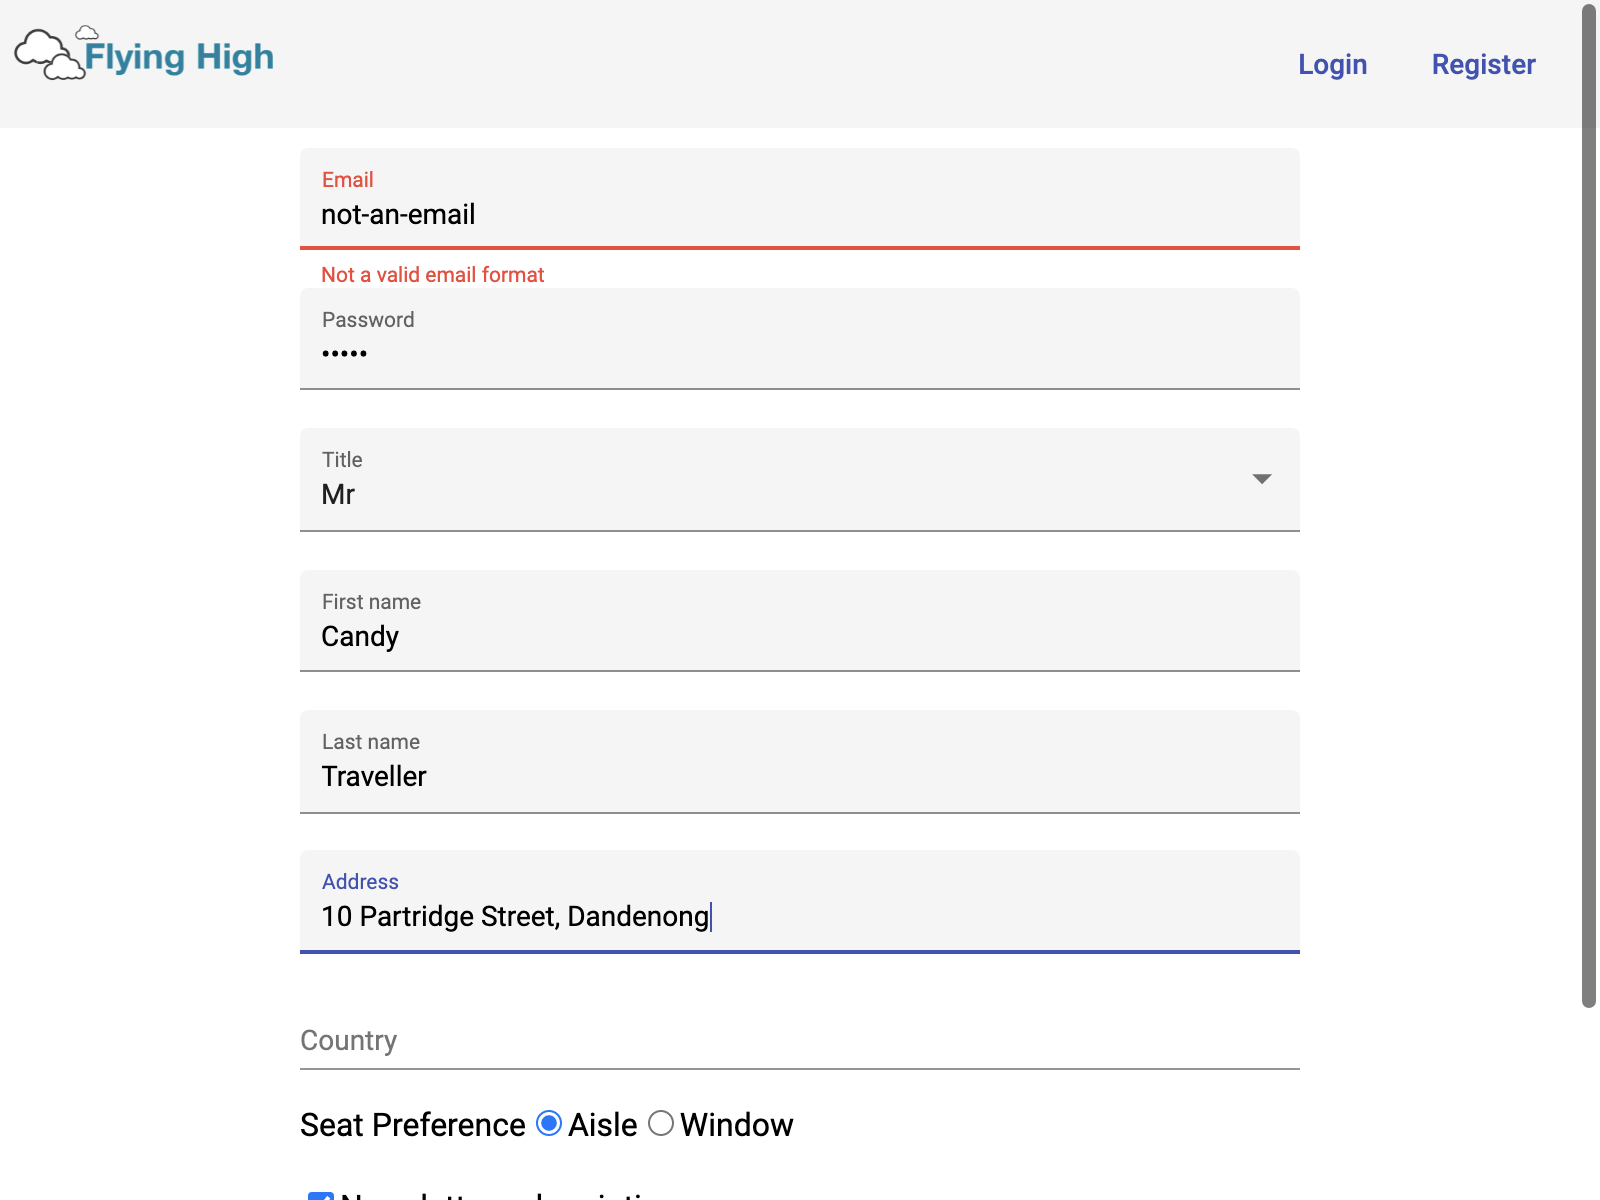 Flying High
Login Register
Email
not-an-email
Not a valid email format
Password
•••••
Title
Mr
First name
Candy
Last name
Traveller
Address
10 Partridge Street, Dandenong
Country
Seat Preference Aisle Window